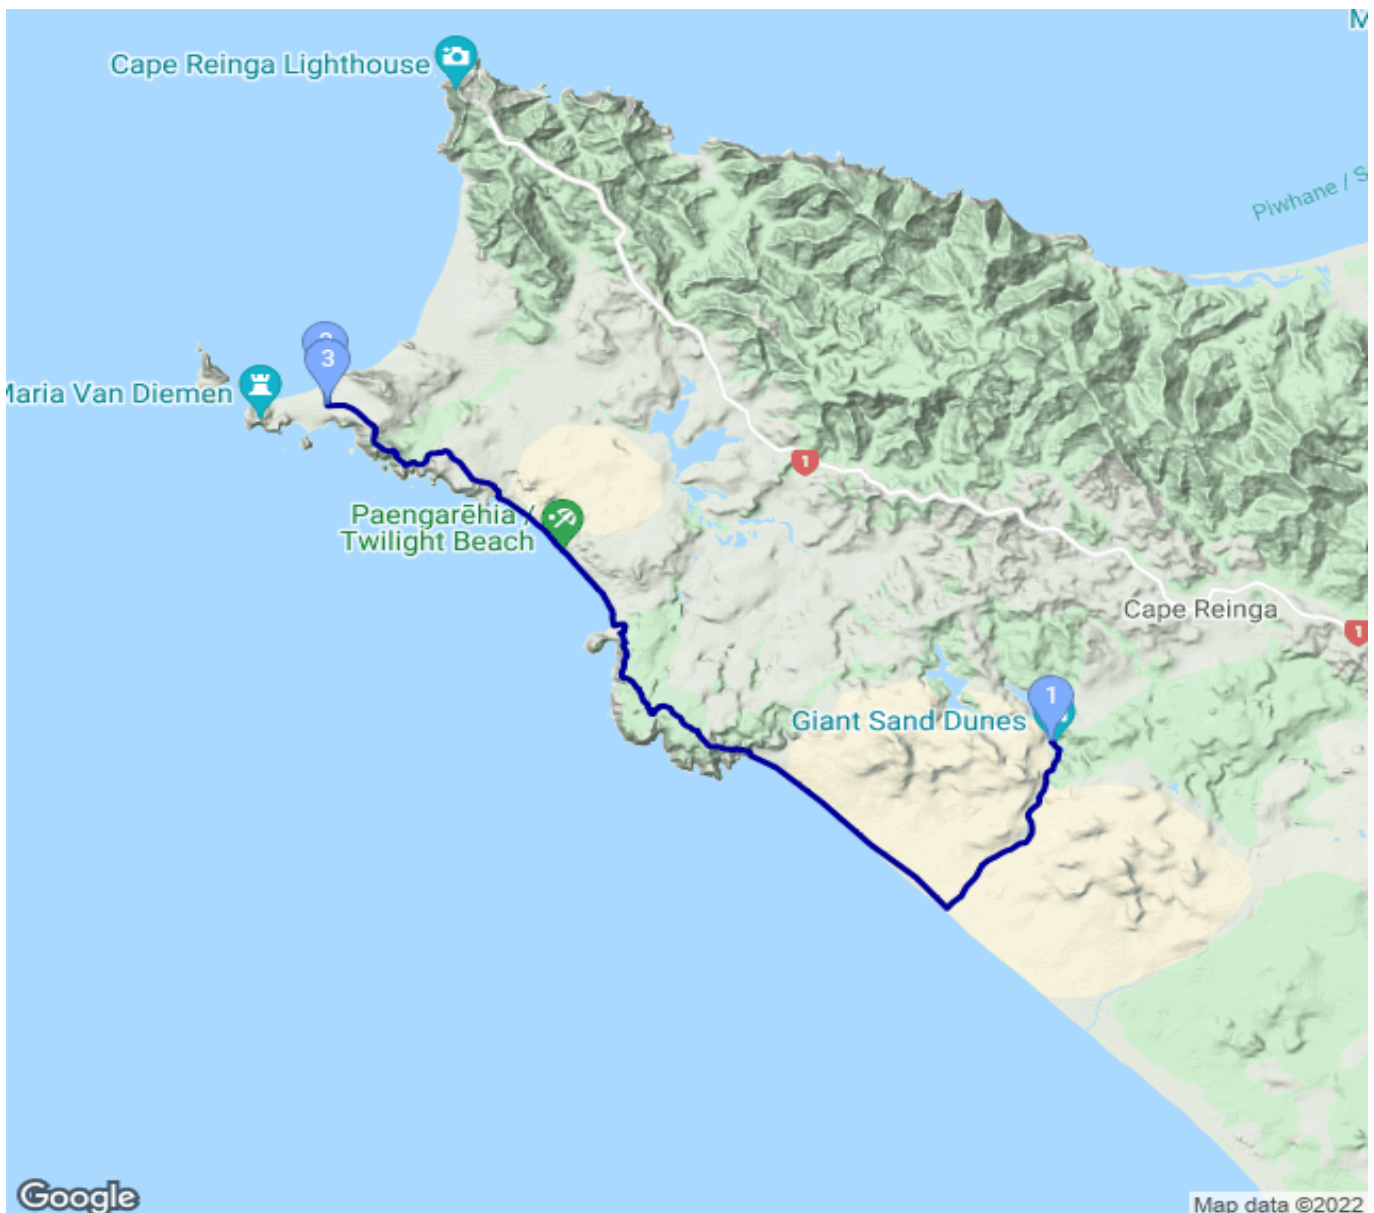 M
Cape Reinga Lighthouse
Piwhane / S
3
Maria Van Diemen
1
Paengarēhia /
Twilight Beach
Cape Reinga
1
1
Giant Sand Dunes
Google
Map data ©2022